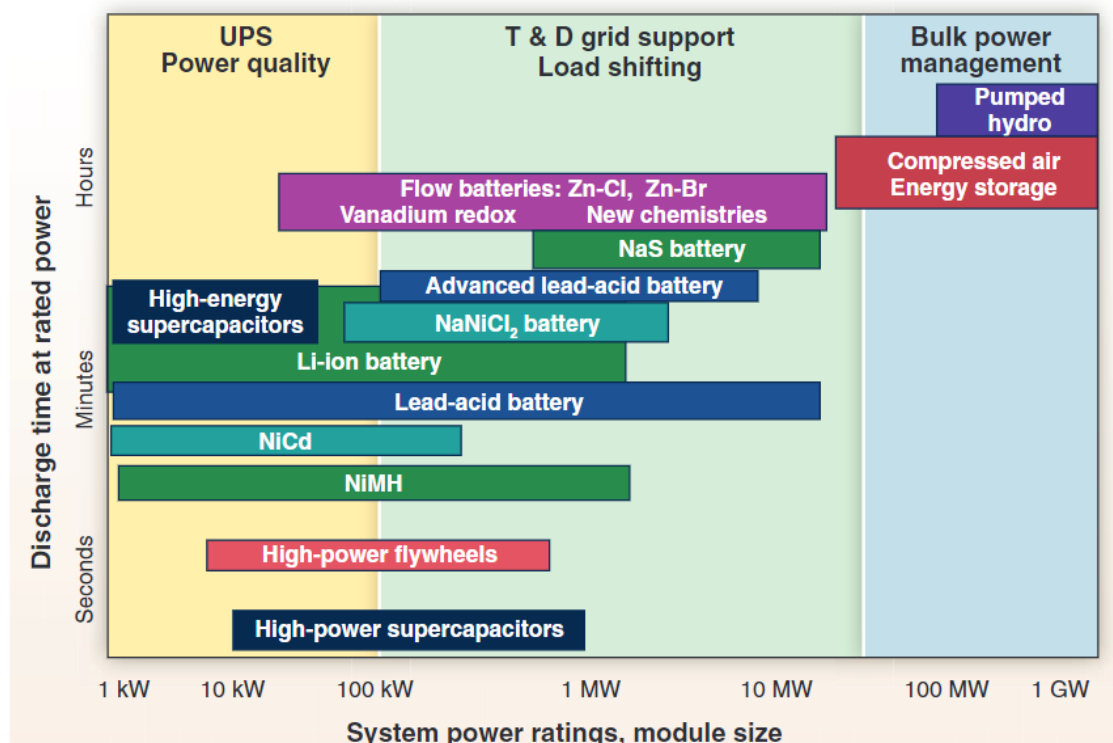 UPS
Power quality
T & D grid support
Load shifting
Bulk power
management
Pumped
hydro
Compressed air
Energy storage
Flow batteries: Zn-Cl, Zn-Br
Vanadium redox New chemistries
NaS battery
Advanced lead-acid battery
High-energy
supercapacitors
NaNiCl₂ battery
Li-ion battery
Lead-acid battery
NiCd
NiMH
High-power flywheels
High-power supercapacitors
Discharge time at rated power
Hours
Minutes
Seconds
1 kW 10 kW 100 kW 1 MW 10 MW 100 MW 1 GW
System power ratings, module size